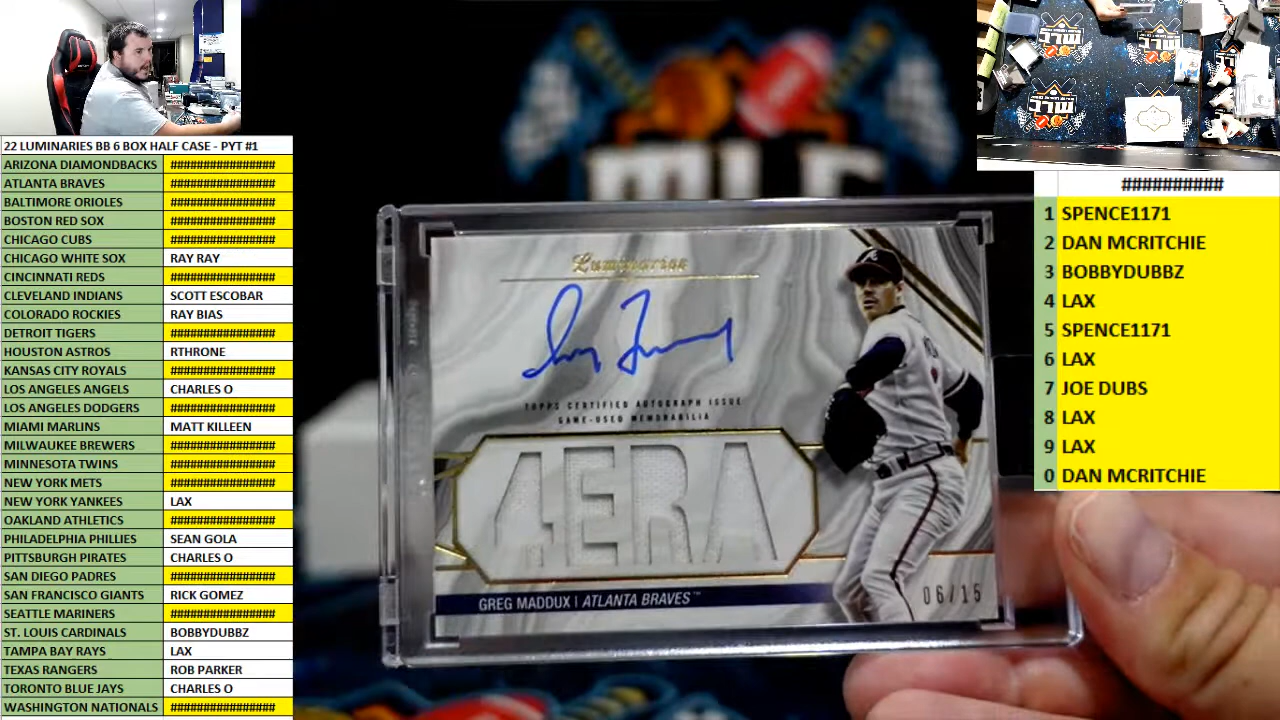 22 LUMINARIES BB 6 BOX HALF CASE - PYT #1
ARIZONA DIAMONDBACKS ###############
ATLANTA BRAVES ###############
BALTIMORE ORIOLES ###############
BOSTON RED SOX ###############
CHICAGO CUBS ###############
CHICAGO WHITE SOX RAY RAY
CINCINNATI REDS ###############
CLEVELAND INDIANS SCOTT ESCOBAR
COLORADO ROCKIES RAY BIAS
DETROIT TIGERS ###############
HOUSTON ASTROS RTHRONE
KANSAS CITY ROYALS ###############
LOS ANGELES ANGELS CHARLES O
LOS ANGELES DODGERS ###############
MIAMI MARLINS MATT KILLEEN
MILWAUKEE BREWERS ###############
MINNESOTA TWINS ###############
NEW YORK METS ###############
NEW YORK YANKEES LAX
OAKLAND ATHLETICS ###############
PHILADELPHIA PHILLIES SEAN GOLA
PITTSBURGH PIRATES CHARLES O
SAN DIEGO PADRES ###############
SAN FRANCISCO GIANTS RICK GOMEZ
SEATTLE MARINERS ###############
ST. LOUIS CARDINALS BOBBYDUBBZ
TAMPA BAY RAYS LAX
TEXAS RANGERS ROB PARKER
TORONTO BLUE JAYS CHARLES O
WASHINGTON NATIONALS ###############
Luminaries
TOPPS CERTIFIED AUTOGRAPH ISSUE
GAME-USED MEMORABILIA
4ERA
GREG MADDUX | ATLANTA BRAVES™
06/15
##########
1 SPENCE1171
2 DAN MCRITCHIE
3 BOBBYDUBBZ
4 LAX
5 SPENCE1171
6 LAX
7 JOE DUBS
8 LAX
9 LAX
0 DAN MCRITCHIE